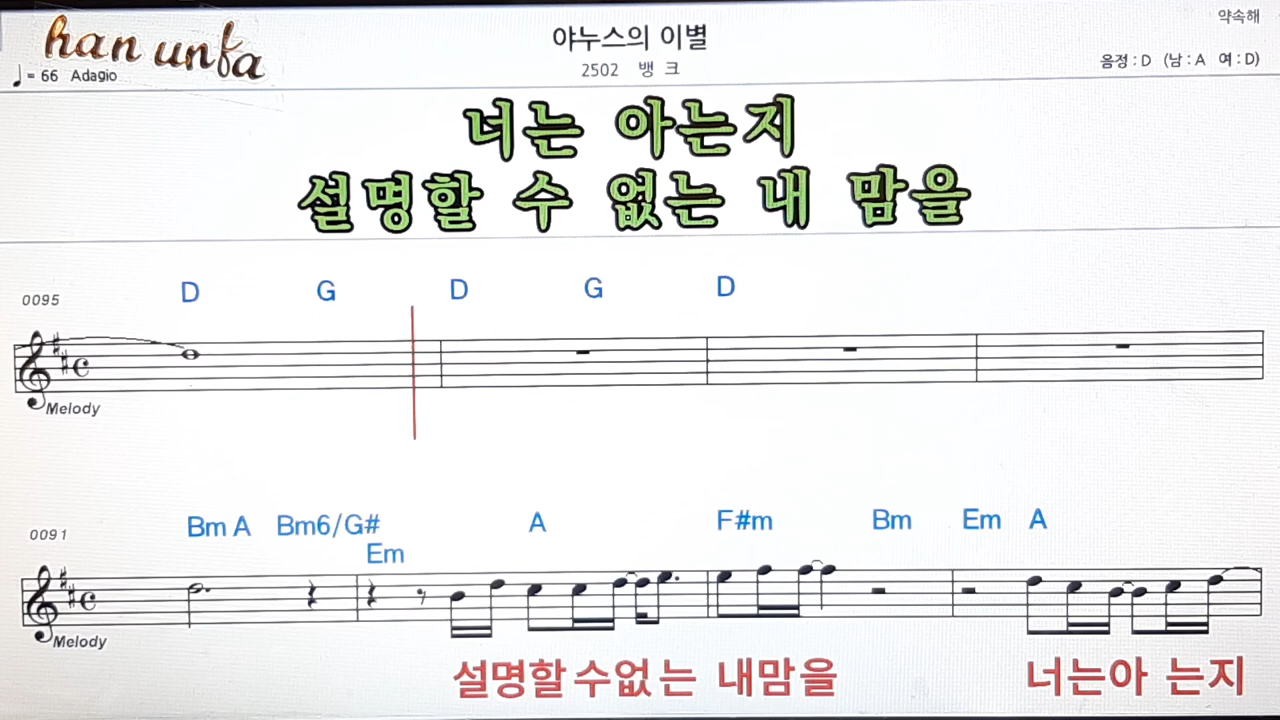 약속해
han unfa
야누스의 이별
♩= 66 Adagio
2502 뱅 크
음정 : D (남 : A 여 : D)
너는 아는지
설명할 수 없는 내 맘을
0095
D G D G D
Melody
0091
Bm A Bm6/G# A F#m Bm Em A
Em
Melody
설명할 수없 는 내맘을 너는아 는지